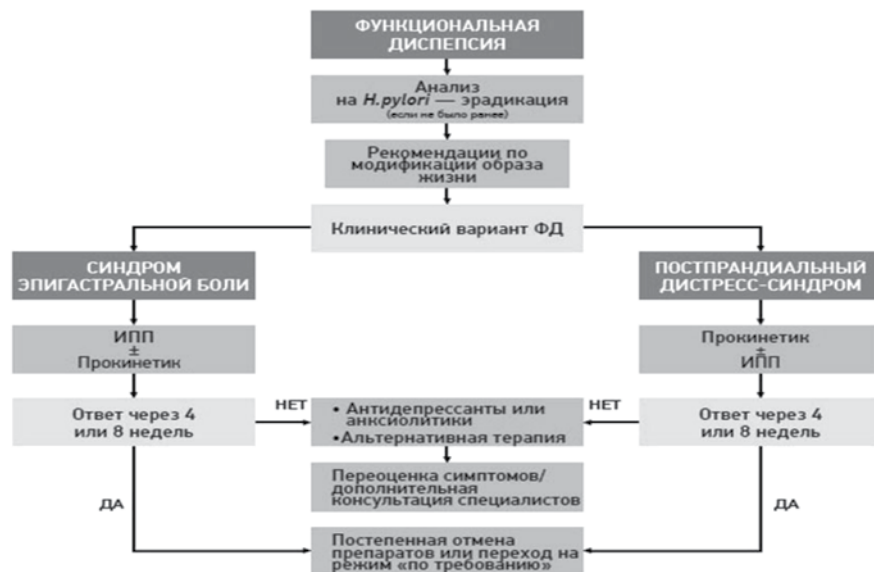 ФУНКЦИОНАЛЬНАЯ
ДИСПЕПСИЯ
Анализ
на H.pylori — эрадикация
(если не было ранее)
Рекомендации по
модификации образа
жизни
Клинический вариант ФД
СИНДРОМ
ЭПИГАСТРАЛЬНОЙ БОЛИ
ПОСТПРАНДИАЛЬНЫЙ
ДИСТРЕСС-СИНДРОМ
ИПП
±
Прокинетик
Прокинетик
±
ИПП
Ответ через 4
или 8 недель
НЕТ
• Антидепрессанты или
анксиолитики
•Альтернативная терапия
НЕТ
Ответ через 4
или 8 недель
Переоценка симптомов/
дополнительная
консультация специалистов
ДА
ДА
Постепенная отмена
препаратов или переход на
режим «по требованию»